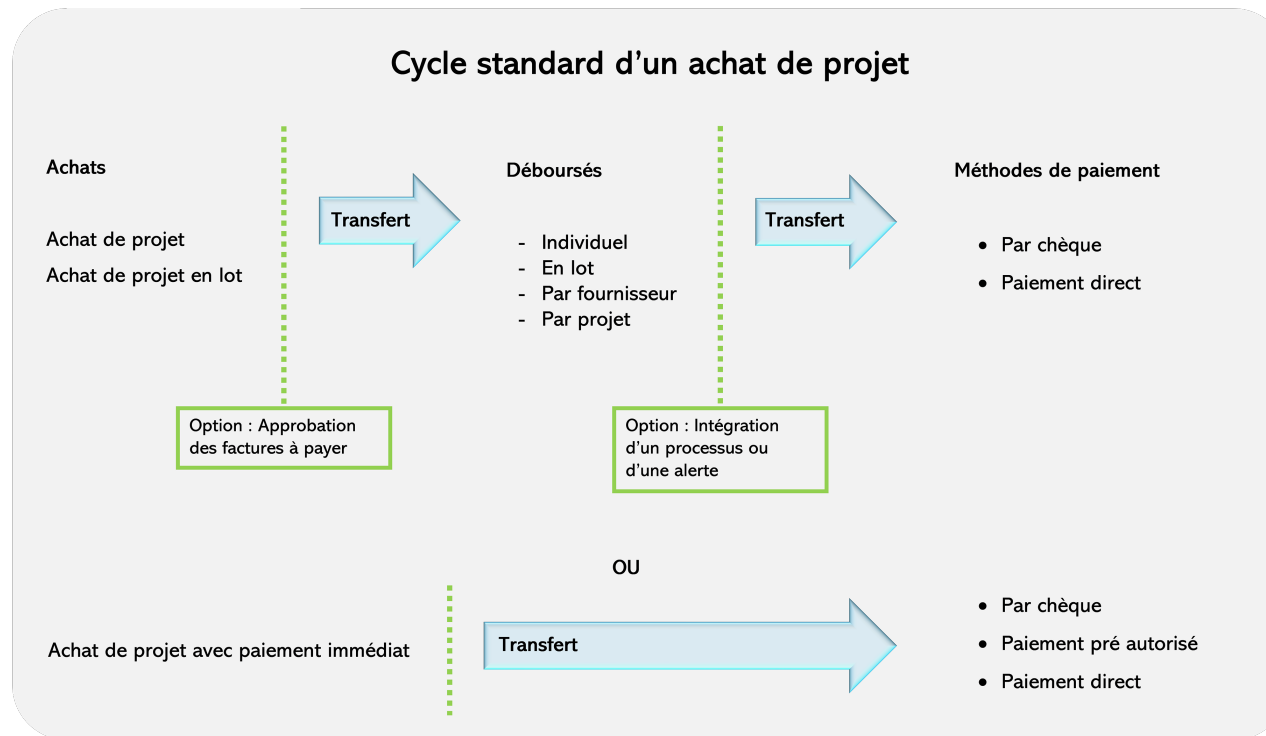 Cycle standard d’un achat de projet
Achats
Achat de projet
Achat de projet en lot
Transfert
Déboursés
- Individuel
- En lot
- Par fournisseur
- Par projet
Transfert
Méthodes de paiement
• Par chèque
• Paiement direct
Option : Approbation
des factures à payer
Option : Intégration
d’un processus ou
d’une alerte
OU
Achat de projet avec paiement immédiat
Transfert
• Par chèque
• Paiement pré autorisé
• Paiement direct